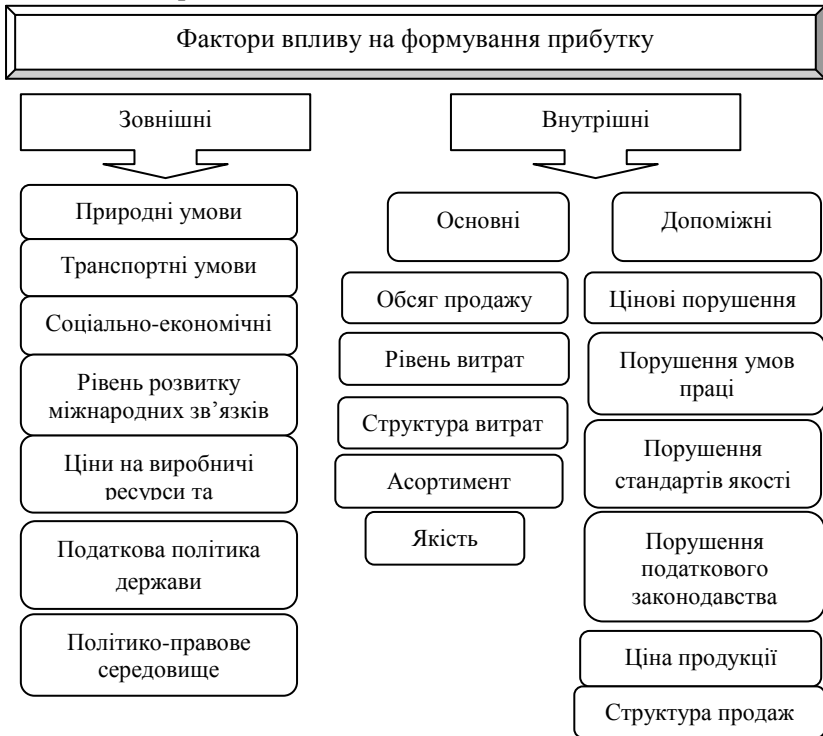 Фактори впливу на формування прибутку
Зовнішні
Природні умови
Транспортні умови
Соціально-економічні
Рівень розвитку
міжнародних зв’язків
Ціни на виробничі
ресурси та
Податкова політика
держави
Політико-правове
середовище
Внутрішні
Основні
Обсяг продажу
Рівень витрат
Структура витрат
Асортимент
Якість
Допоміжні
Цінові порушення
Порушення умов
праці
Порушення
стандартів якості
Порушення
податкового
законодавства
Ціна продукції
Структура продаж